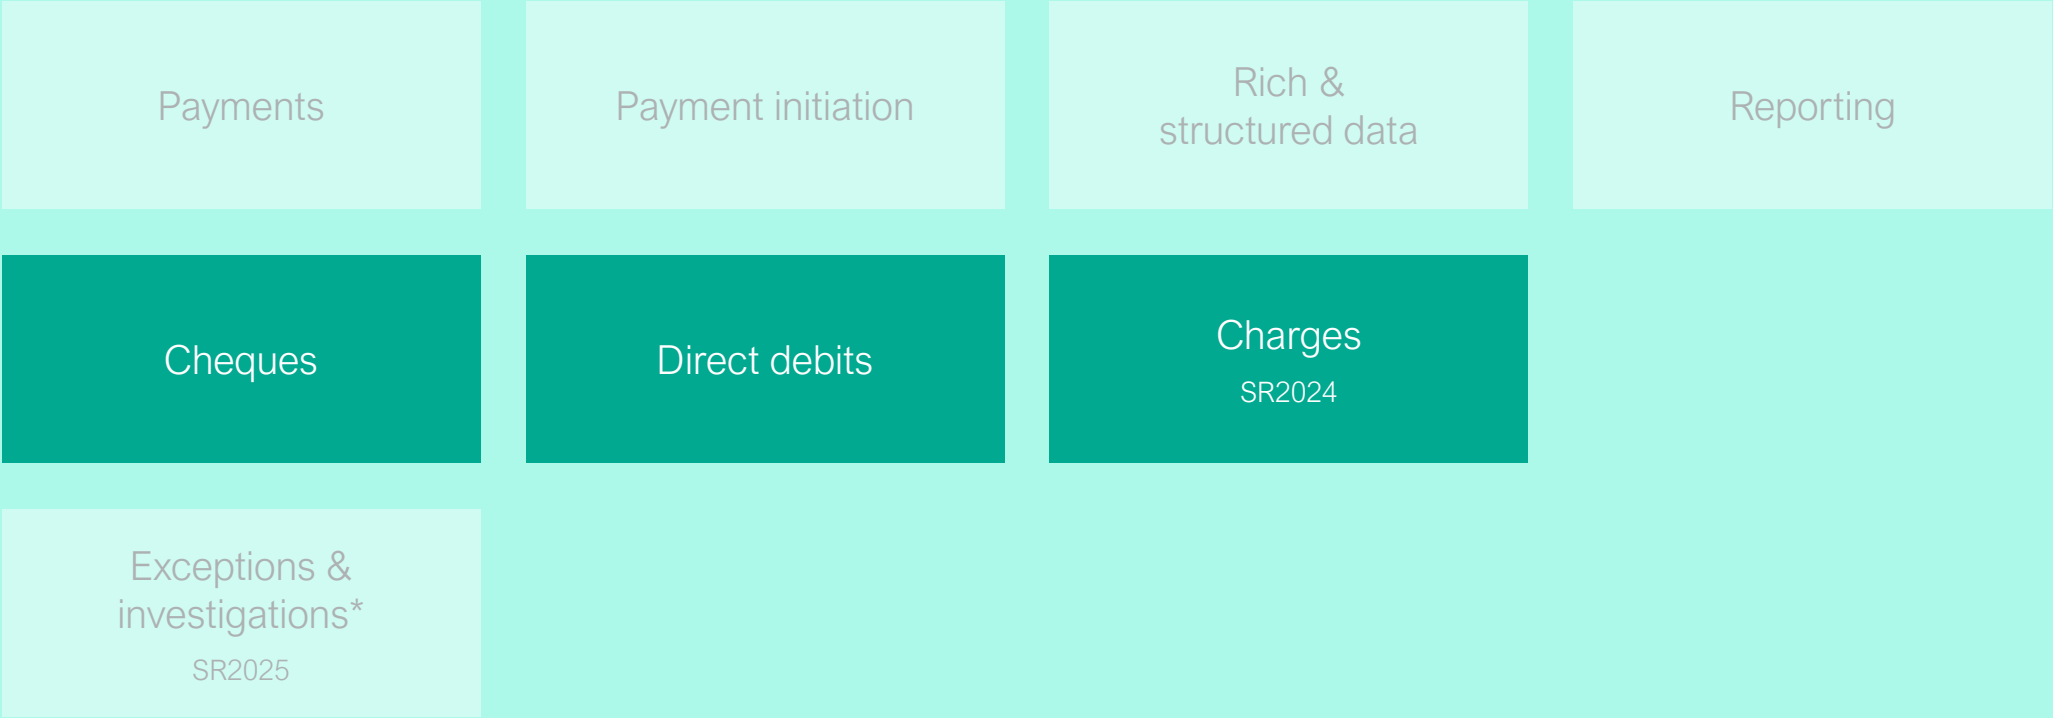 Payments
Payment initiation
Rich &
structured data
Reporting
Cheques
Direct debits
Charges
SR2024
Exceptions &
investigations*
SR2025